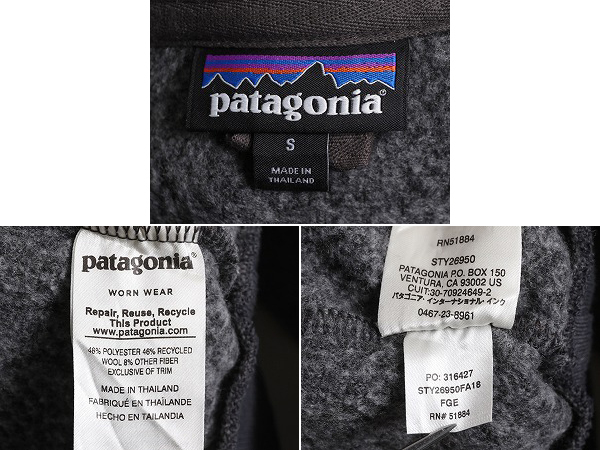 patagonia®
S
MADE IN
THAILAND
patagonia®
WORN WEAR
Repair, Reuse, Recycle
This Product
www.patagonia.com
46% POLYESTER 46% RECYCLED
WOOL 8% OTHER FIBER
EXCLUSIVE OF TRIM
MADE IN THAILAND
FABRIQUÉ EN THAÏLANDE
HECHO EN TAILANDIA
RN51884
STY26950
PATAGONIA P.O. BOX 150
VENTURA, CA 93002 US
CUIT:30-70924649-2
パタゴニア・インターナショナル・インク
0467-23-8961
PO: 316427
STY26950FA18
FGE
RN# 51884